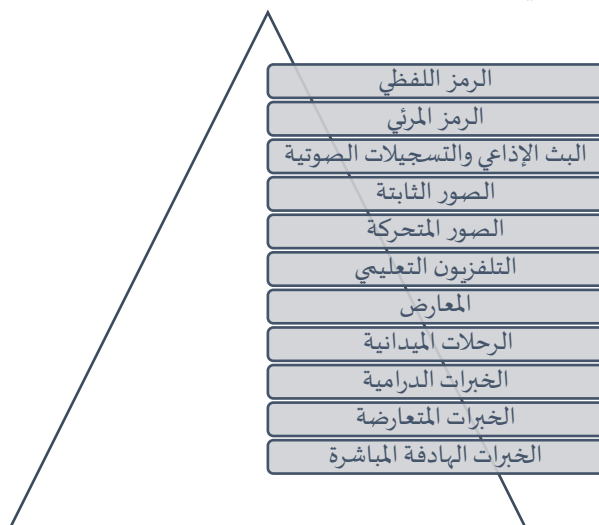 الرمز اللفظي
الرمز المرئي
البث الإذاعي والتسجيلات الصوتية
الصور الثابتة
الصور المتحركة
التلفزيون التعليمي
المعارض
الرحلات الميدانية
الخبرات الدرامية
الخبرات المتعارضة
الخبرات الهادفة المباشرة